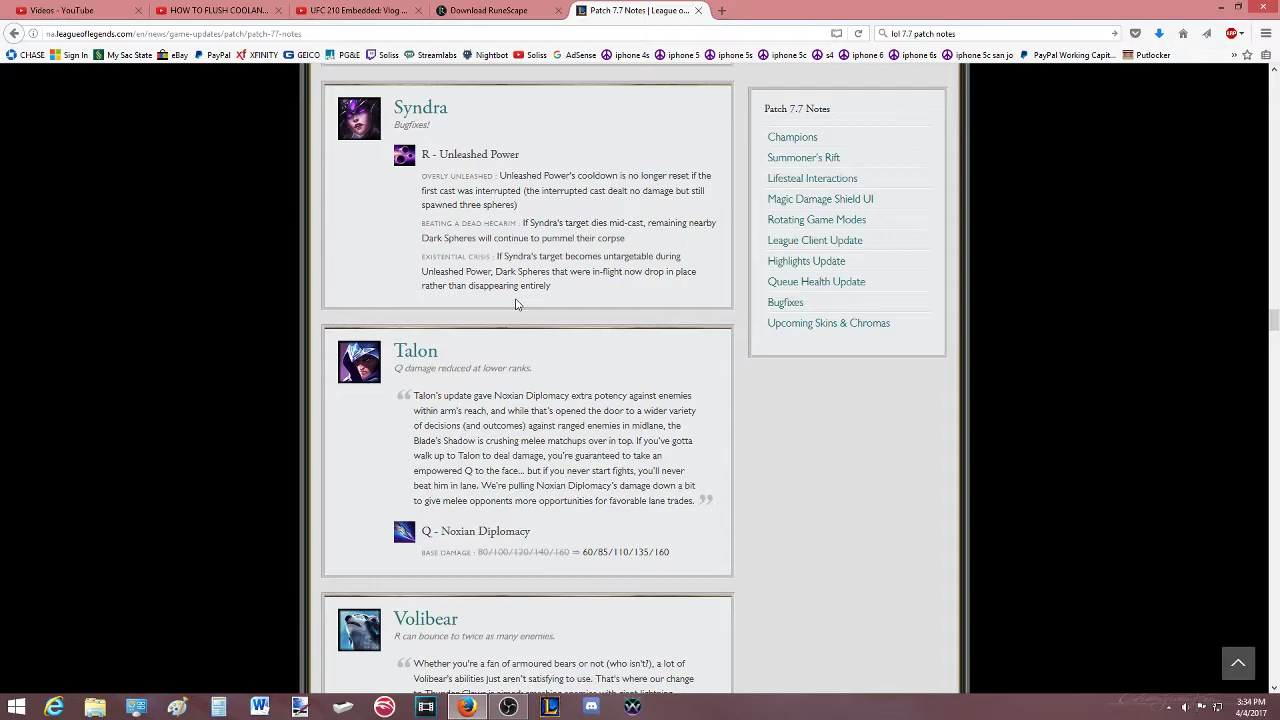 Videos - YouTube
HOW TO FLUSH COOLAN...
UFC 210 Embedded: Vlog ...
Download RuneScape
Patch 7.7 Notes | League o...
na.leagueoflegends.com/en/news/game-updates/patch/patch-77-notes
lol 7.7 patch notes
CHASE
Sign In
My Sac State
eBay
PayPal
XFINITY
GEICO
PG&E
Soliss
Streamlabs
Nightbot
Soliss
AdSense
iphone 4s
iphone 5
iphone 5s
iphone 5c
s4
iphone 6
iphone 5c san jo
PayPal Working Capit...
Putlocker
Syndra
Bugfixes!
R - Unleashed Power
OVERLY UNLEASHED : Unleashed Power's cooldown is no longer reset if the
first cast was interrupted (the interrupted cast dealt no damage but still
spawned three spheres)
BEATING A DEAD HECARIM : If Syndra's target dies mid-cast, remaining nearby
Dark Spheres will continue to pummel their corpse
EXISTENTIAL CRISIS : If Syndra's target becomes untargetable during
Unleashed Power, Dark Spheres that were in-flight now drop in place
rather than disappearing entirely
Talon
Q damage reduced at lower ranks.
Talon's update gave Noxian Diplomacy extra potency against enemies
within arm's reach, and while that's opened the door to a wider variety
of decisions (and outcomes) against ranged enemies in midlane, the
Blade's Shadow is crushing melee matchups over in top. If you've gotta
walk up to Talon to deal damage, you're guaranteed to take an
empowered Q to the face... but if you never start fights, you'll never
beat him in lane. We're pulling Noxian Diplomacy's damage down a bit
to give melee opponents more opportunities for favorable lane trades.
Q - Noxian Diplomacy
BASE DAMAGE : 80/100/120/140/160 ⇒ 60/85/110/135/160
Volibear
R can bounce to twice as many enemies.
Whether you're a fan of armoured bears or not (who isn't?), a lot of
Volibear's abilities just aren't satisfying to use. That's where our change
Patch 7.7 Notes
Champions
Summoner's Rift
Lifesteal Interactions
Magic Damage Shield UI
Rotating Game Modes
League Client Update
Highlights Update
Queue Health Update
Bugfixes
Upcoming Skins & Chromas
3:34 PM
4/4/2017